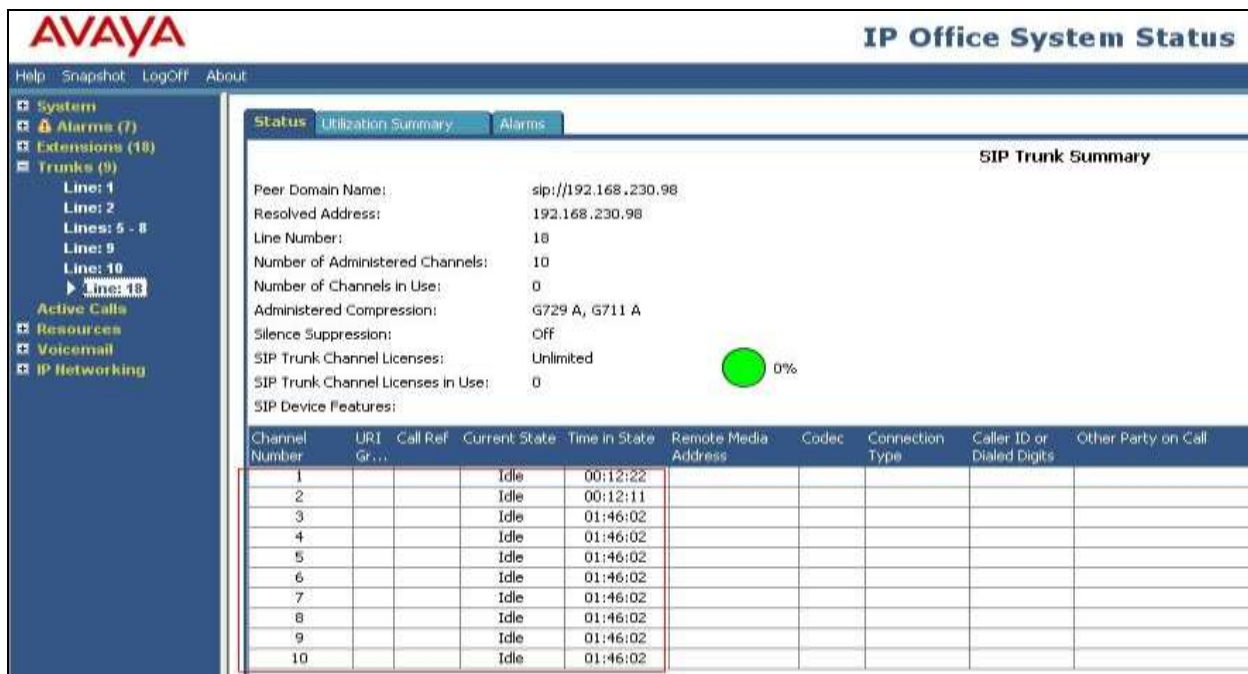 AVAYA
IP Office System Status
Help Snapshot LogOff About
System
Alarms (7)
Extensions (18)
Trunks (9)
Line: 1
Line: 2
Lines: 5 - 8
Line: 9
Line: 10
Line: 18
Active Calls
Resources
Voicemail
IP Networking
Status Utilization Summary Alarms
SIP Trunk Summary
Peer Domain Name: sip://192.168.230.98
Resolved Address: 192.168.230.98
Line Number: 18
Number of Administered Channels: 10
Number of Channels in Use: 0
Administered Compression: G729 A, G711 A
Silence Suppression: Off
SIP Trunk Channel Licenses: Unlimited
0%
SIP Trunk Channel Licenses in Use: 0
SIP Device Features:
Channel Number URI Gr... Call Ref Current State Time in State Remote Media Address Codec Connection Type Caller ID or Dialed Digits Other Party on Call
1 Idle 00:12:22
2 Idle 00:12:11
3 Idle 01:46:02
4 Idle 01:46:02
5 Idle 01:46:02
6 Idle 01:46:02
7 Idle 01:46:02
8 Idle 01:46:02
9 Idle 01:46:02
10 Idle 01:46:02